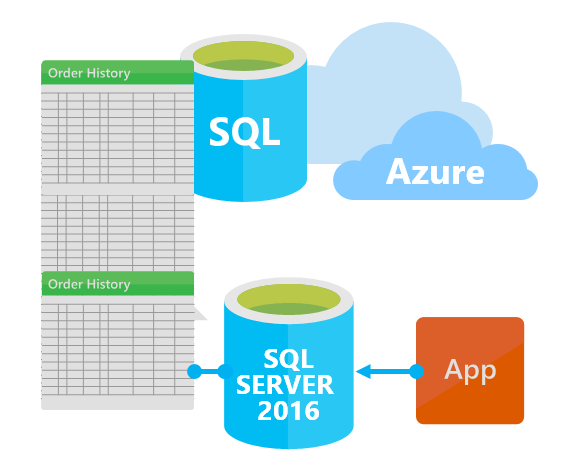 Order History
SQL
Azure
Order History
SQL
SERVER
2016
App